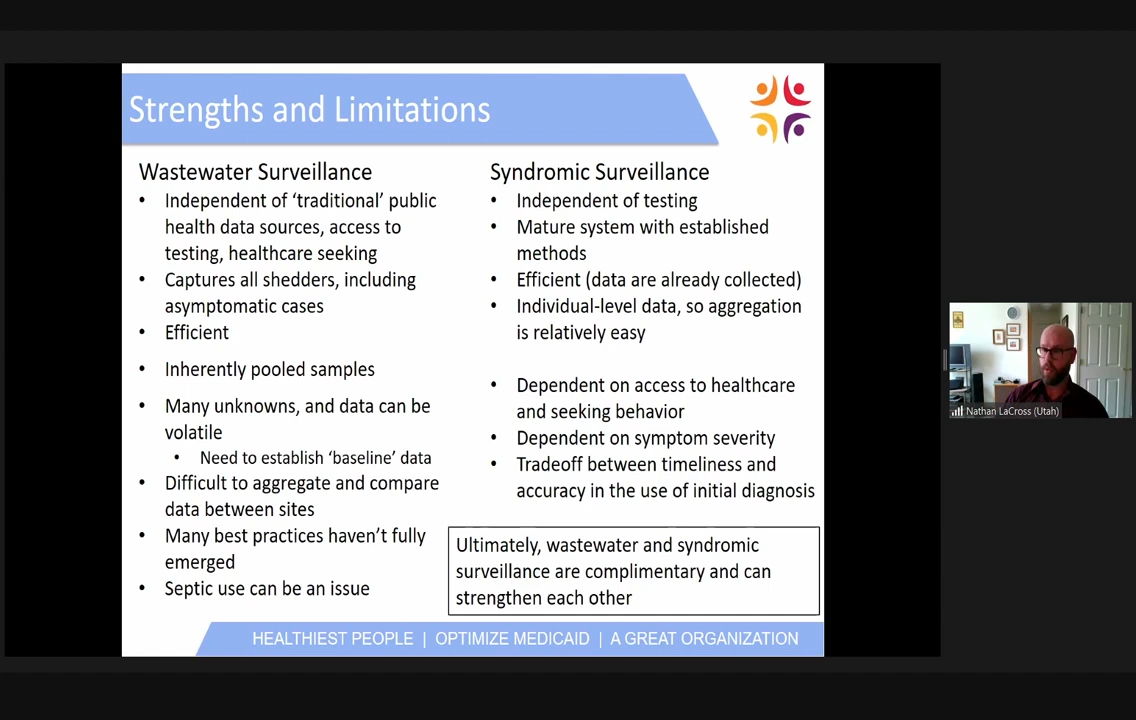 Strengths and Limitations
Wastewater Surveillance
• Independent of ‘traditional’ public
health data sources, access to
testing, healthcare seeking
• Captures all shedders, including
asymptomatic cases
• Efficient
• Inherently pooled samples
• Many unknowns, and data can be
volatile
• Need to establish ‘baseline’ data
• Difficult to aggregate and compare
data between sites
• Many best practices haven’t fully
emerged
• Septic use can be an issue
Syndromic Surveillance
• Independent of testing
• Mature system with established
methods
• Efficient (data are already collected)
• Individual-level data, so aggregation
is relatively easy
• Dependent on access to healthcare
and seeking behavior
• Dependent on symptom severity
• Tradeoff between timeliness and
accuracy in the use of initial diagnosis
Ultimately, wastewater and syndromic
surveillance are complimentary and can
strengthen each other
HEALTHIEST PEOPLE | OPTIMIZE MEDICAID | A GREAT ORGANIZATION
Nathan LaCross (Utah)